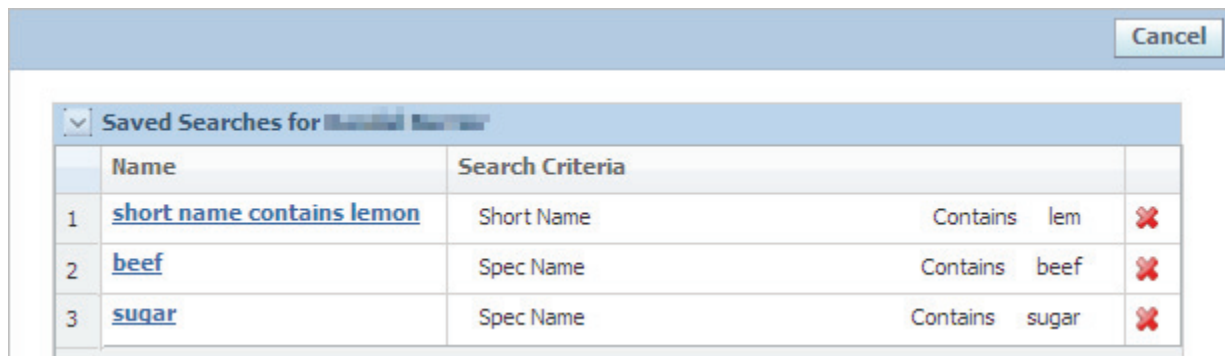 Cancel
Saved Searches for
Name Search Criteria
1 short name contains lemon Short Name Contains lem
2 beef Spec Name Contains beef
3 sugar Spec Name Contains sugar